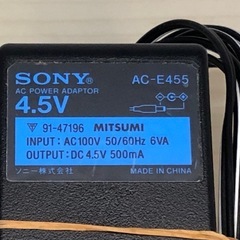 SONY AC-E455
AC POWER ADAPTOR
4.5V
91-47196 MITSUMI
INPUT: AC100V 50/60Hz 6VA
OUTPUT: DC 4.5V 500mA
ソニー株式会社 MADE IN CHINA